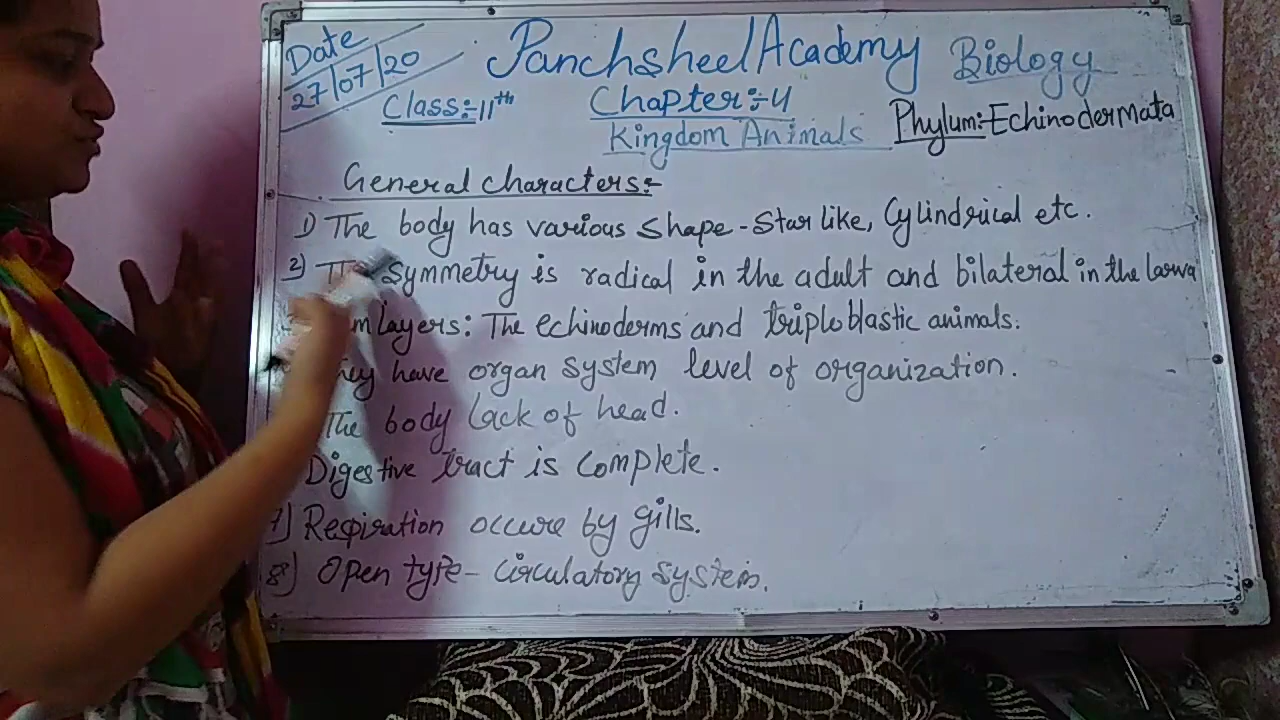 Date
27/07/20
Panchsheel Academy Biology
Class:-11th
Chapter:-4
Kingdom Animals
Phylum:-Echinodermata
General characters:-
1) The body has various shape-Star like, Cylindrical etc.
2) The symmetry is radical in the adult and bilateral in the larva
layers: The echinoderms and triploblastic animals.
they have organ system level of organization.
The body lack of head.
Digestive tract is complete.
7) Respiration occure by gills.
8) Open type-circulatory system.